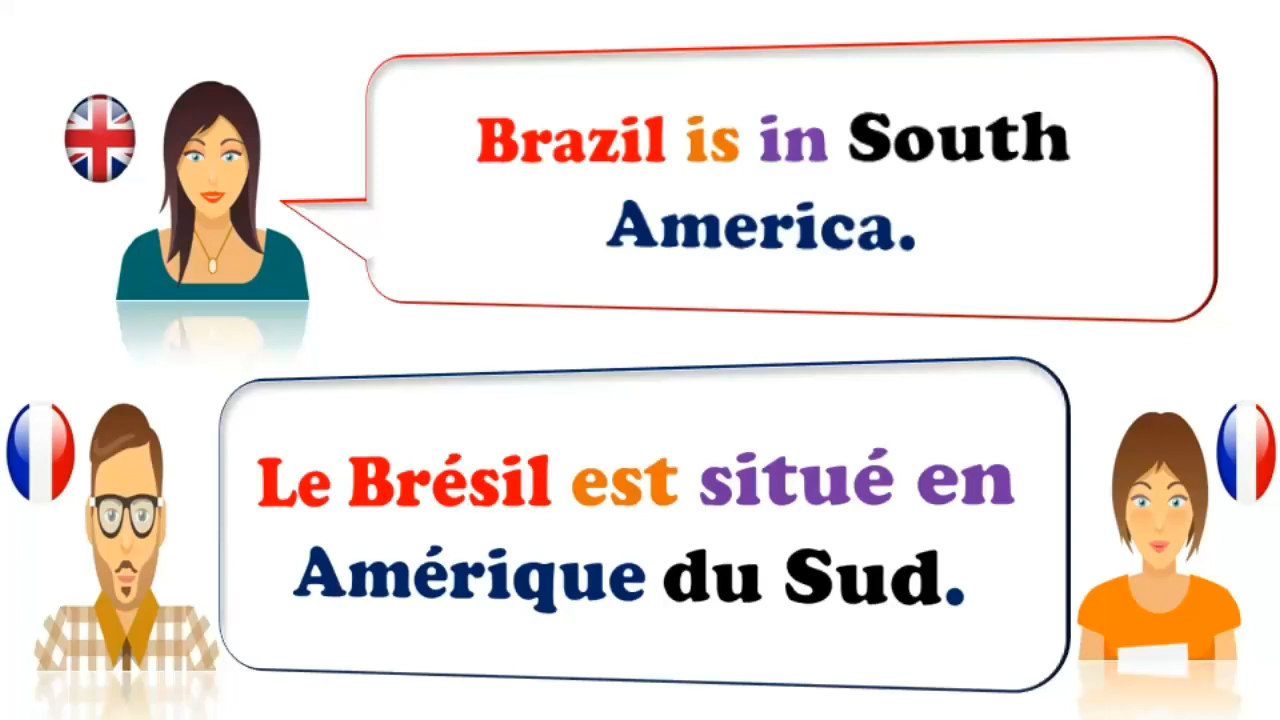 Brazil is in South
America.
Le Brésil est situé en
Amérique du Sud.